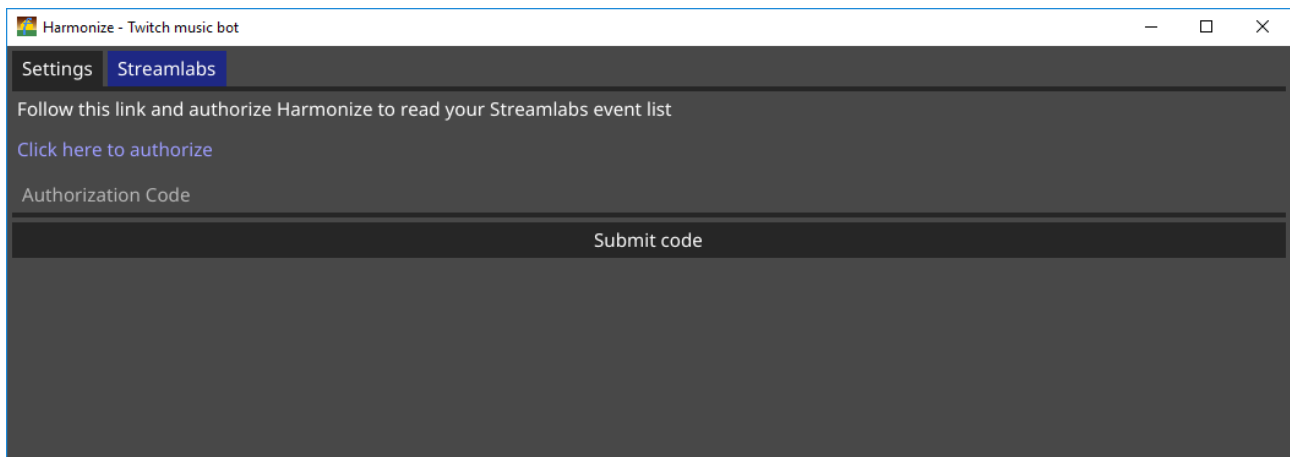 Harmonize - Twitch music bot
Settings Streamlabs
Follow this link and authorize Harmonize to read your Streamlabs event list
Click here to authorize
Authorization Code
Submit code